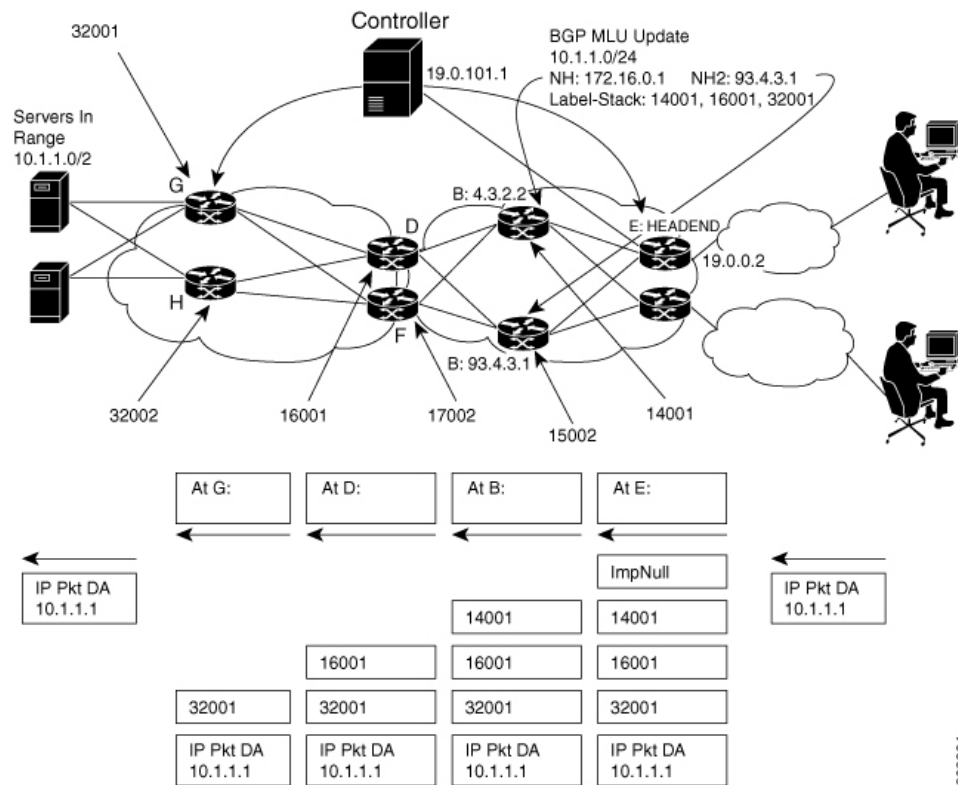 Controller
32001
BGP MLU Update
10.1.1.0/24
NH: 172.16.0.1 NH2: 93.4.3.1
Label-Stack: 14001, 16001, 32001
19.0.101.1
Servers In
Range
10.1.1.0/2
G
B: 4.3.2.2
D
E: HEADEND
19.0.0.2
H
F
B: 93.4.3.1
32002
16001
17002
15002
14001
At G:
At D:
At B:
At E:
ImpNull
IP Pkt DA
10.1.1.1
14001
14001
IP Pkt DA
10.1.1.1
16001
16001
16001
32001
32001
32001
32001
IP Pkt DA
10.1.1.1
IP Pkt DA
10.1.1.1
IP Pkt DA
10.1.1.1
IP Pkt DA
10.1.1.1